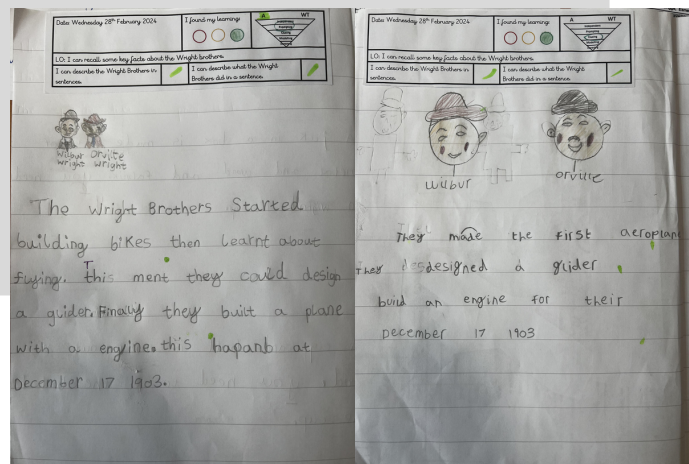 Date: Wednesday 28th February 2024
I found my learning:
A
WT
LO: I can recall some key facts about the Wright brothers.
I can describe the Wright Brothers in sentences.
I can describe what the Wright Brothers did in a sentence.
Wilbur Orville
Wright Wright
The Wright Brothers Started
building bikes then learnt about
flying. This ment they could design
a glider. Finally they built a plane
with a engine. this hapanb at
December 17 1903.
Date: Wednesday 28th February 2024
I found my learning:
A
WT
LO: I can recall some key facts about the Wright brothers.
I can describe the Wright Brothers in sentences.
I can describe what the Wright Brothers did in a sentence.
wilbur
orville
They made the first aeroplane
They designed a glider
build an engine for their
December 17 1903